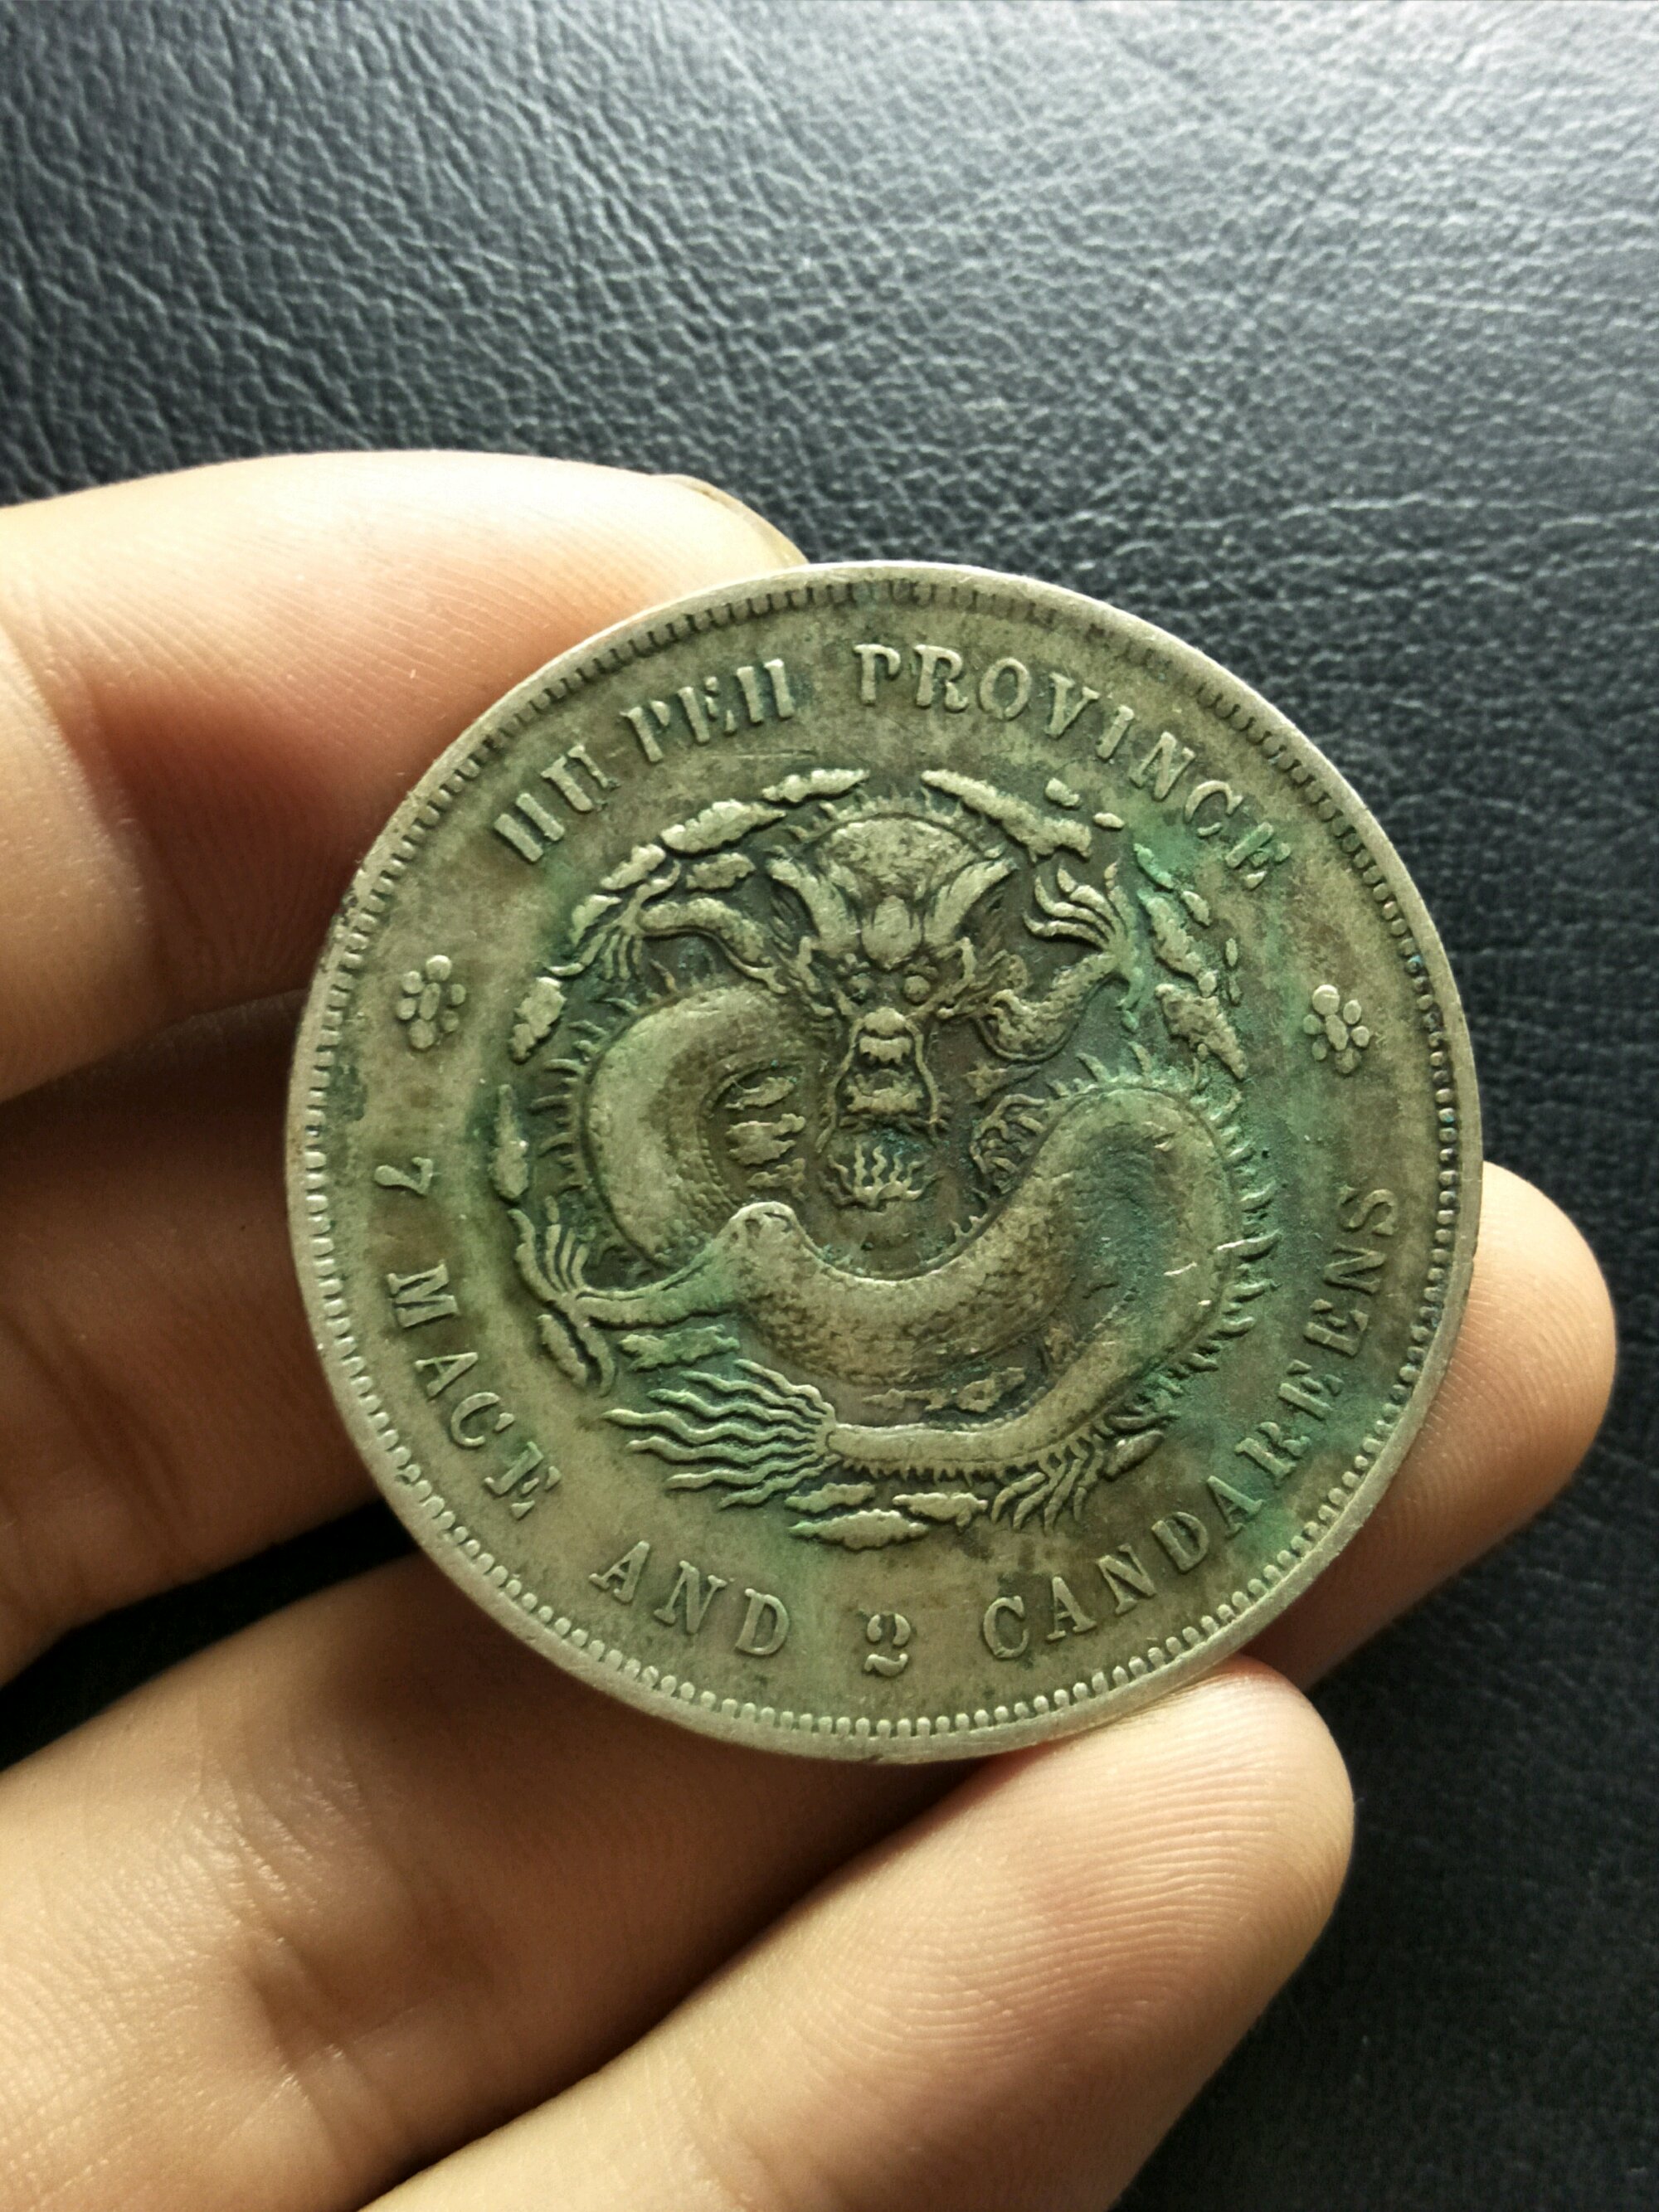 HU PEH PROVINCE
7 MACE AND 2 CANDAREENS